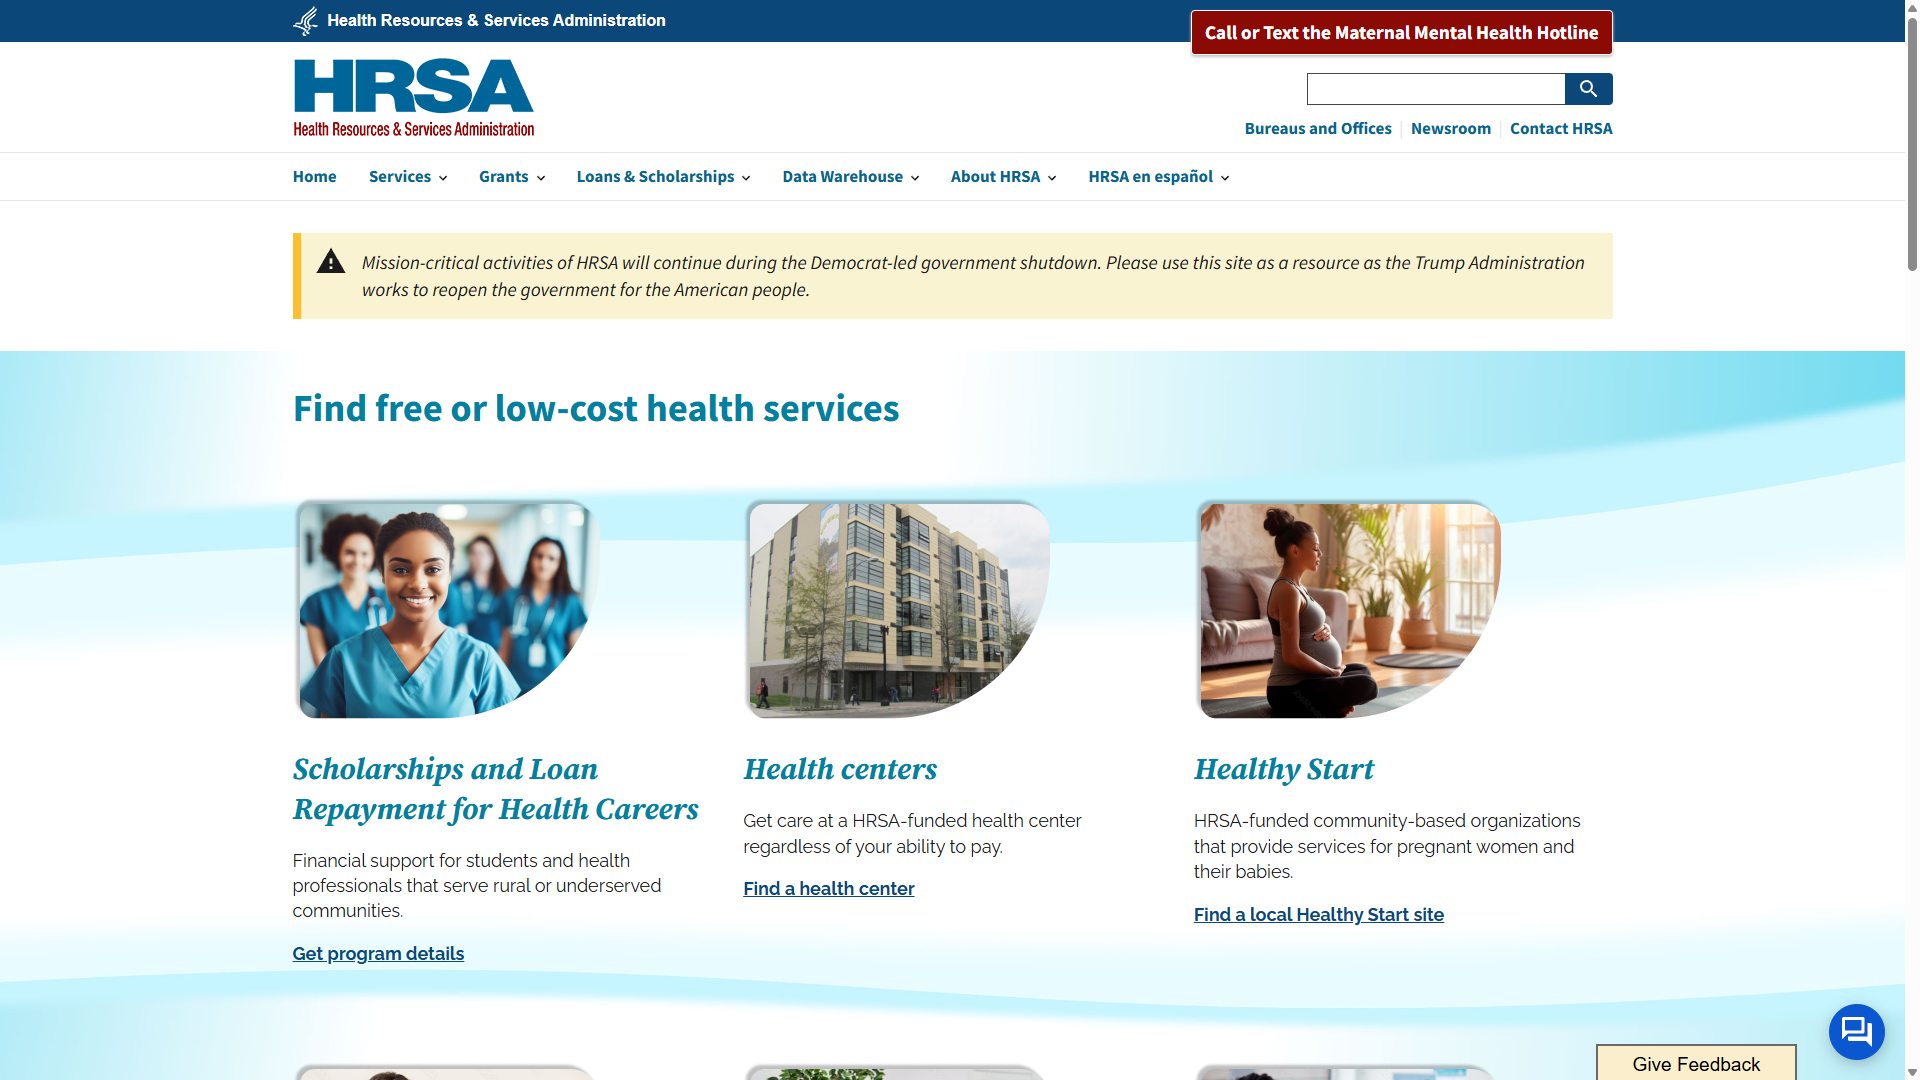 Health Resources & Services Administration
Call or Text the Maternal Mental Health Hotline
HRSA
Health Resources & Services Administration
Bureaus and Offices
Newsroom
Contact HRSA
Home
Services
Grants
Loans & Scholarships
Data Warehouse
About HRSA
HRSA en español
Mission-critical activities of HRSA will continue during the Democrat-led government shutdown. Please use this site as a resource as the Trump Administration
works to reopen the government for the American people.
Find free or low-cost health services
Scholarships and Loan
Repayment for Health Careers
Financial support for students and health
professionals that serve rural or underserved
communities.
Get program details
Health centers
Get care at a HRSA-funded health center
regardless of your ability to pay.
Find a health center
Healthy Start
HRSA-funded community-based organizations
that provide services for pregnant women and
their babies.
Find a local Healthy Start site
Give Feedback